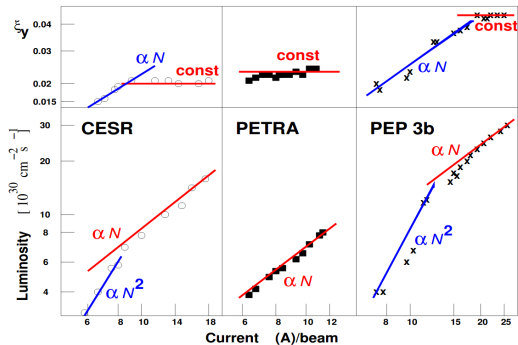 ξy
0.04
0.03
0.02
0.015
α N
const
const
α N
const
Luminosity [ 10^30 cm^-2 s^-1 ]
30
20
10
8
6
4
CESR
PETRA
PEP 3b
α N
α N^2
α N
α N
α N^2
6 8 10 14 18 6 8 10 12 8 10 15 20 25
Current (A)/beam